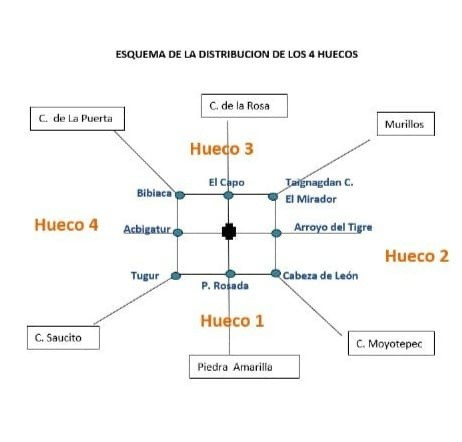 ESQUEMA DE LA DISTRIBUCION DE LOS 4 HUECOS
C. de La Puerta
C. de la Rosa
Murillos
Hueco 3
El Capo
Taignagdan C.
Bibiaca
El Mirador
Hueco 4
Acbigatur
Arroyo del Tigre
Hueco 2
Tugur
P. Rosada
Cabeza de León
Hueco 1
C. Saucito
C. Moyotepec
Piedra Amarilla